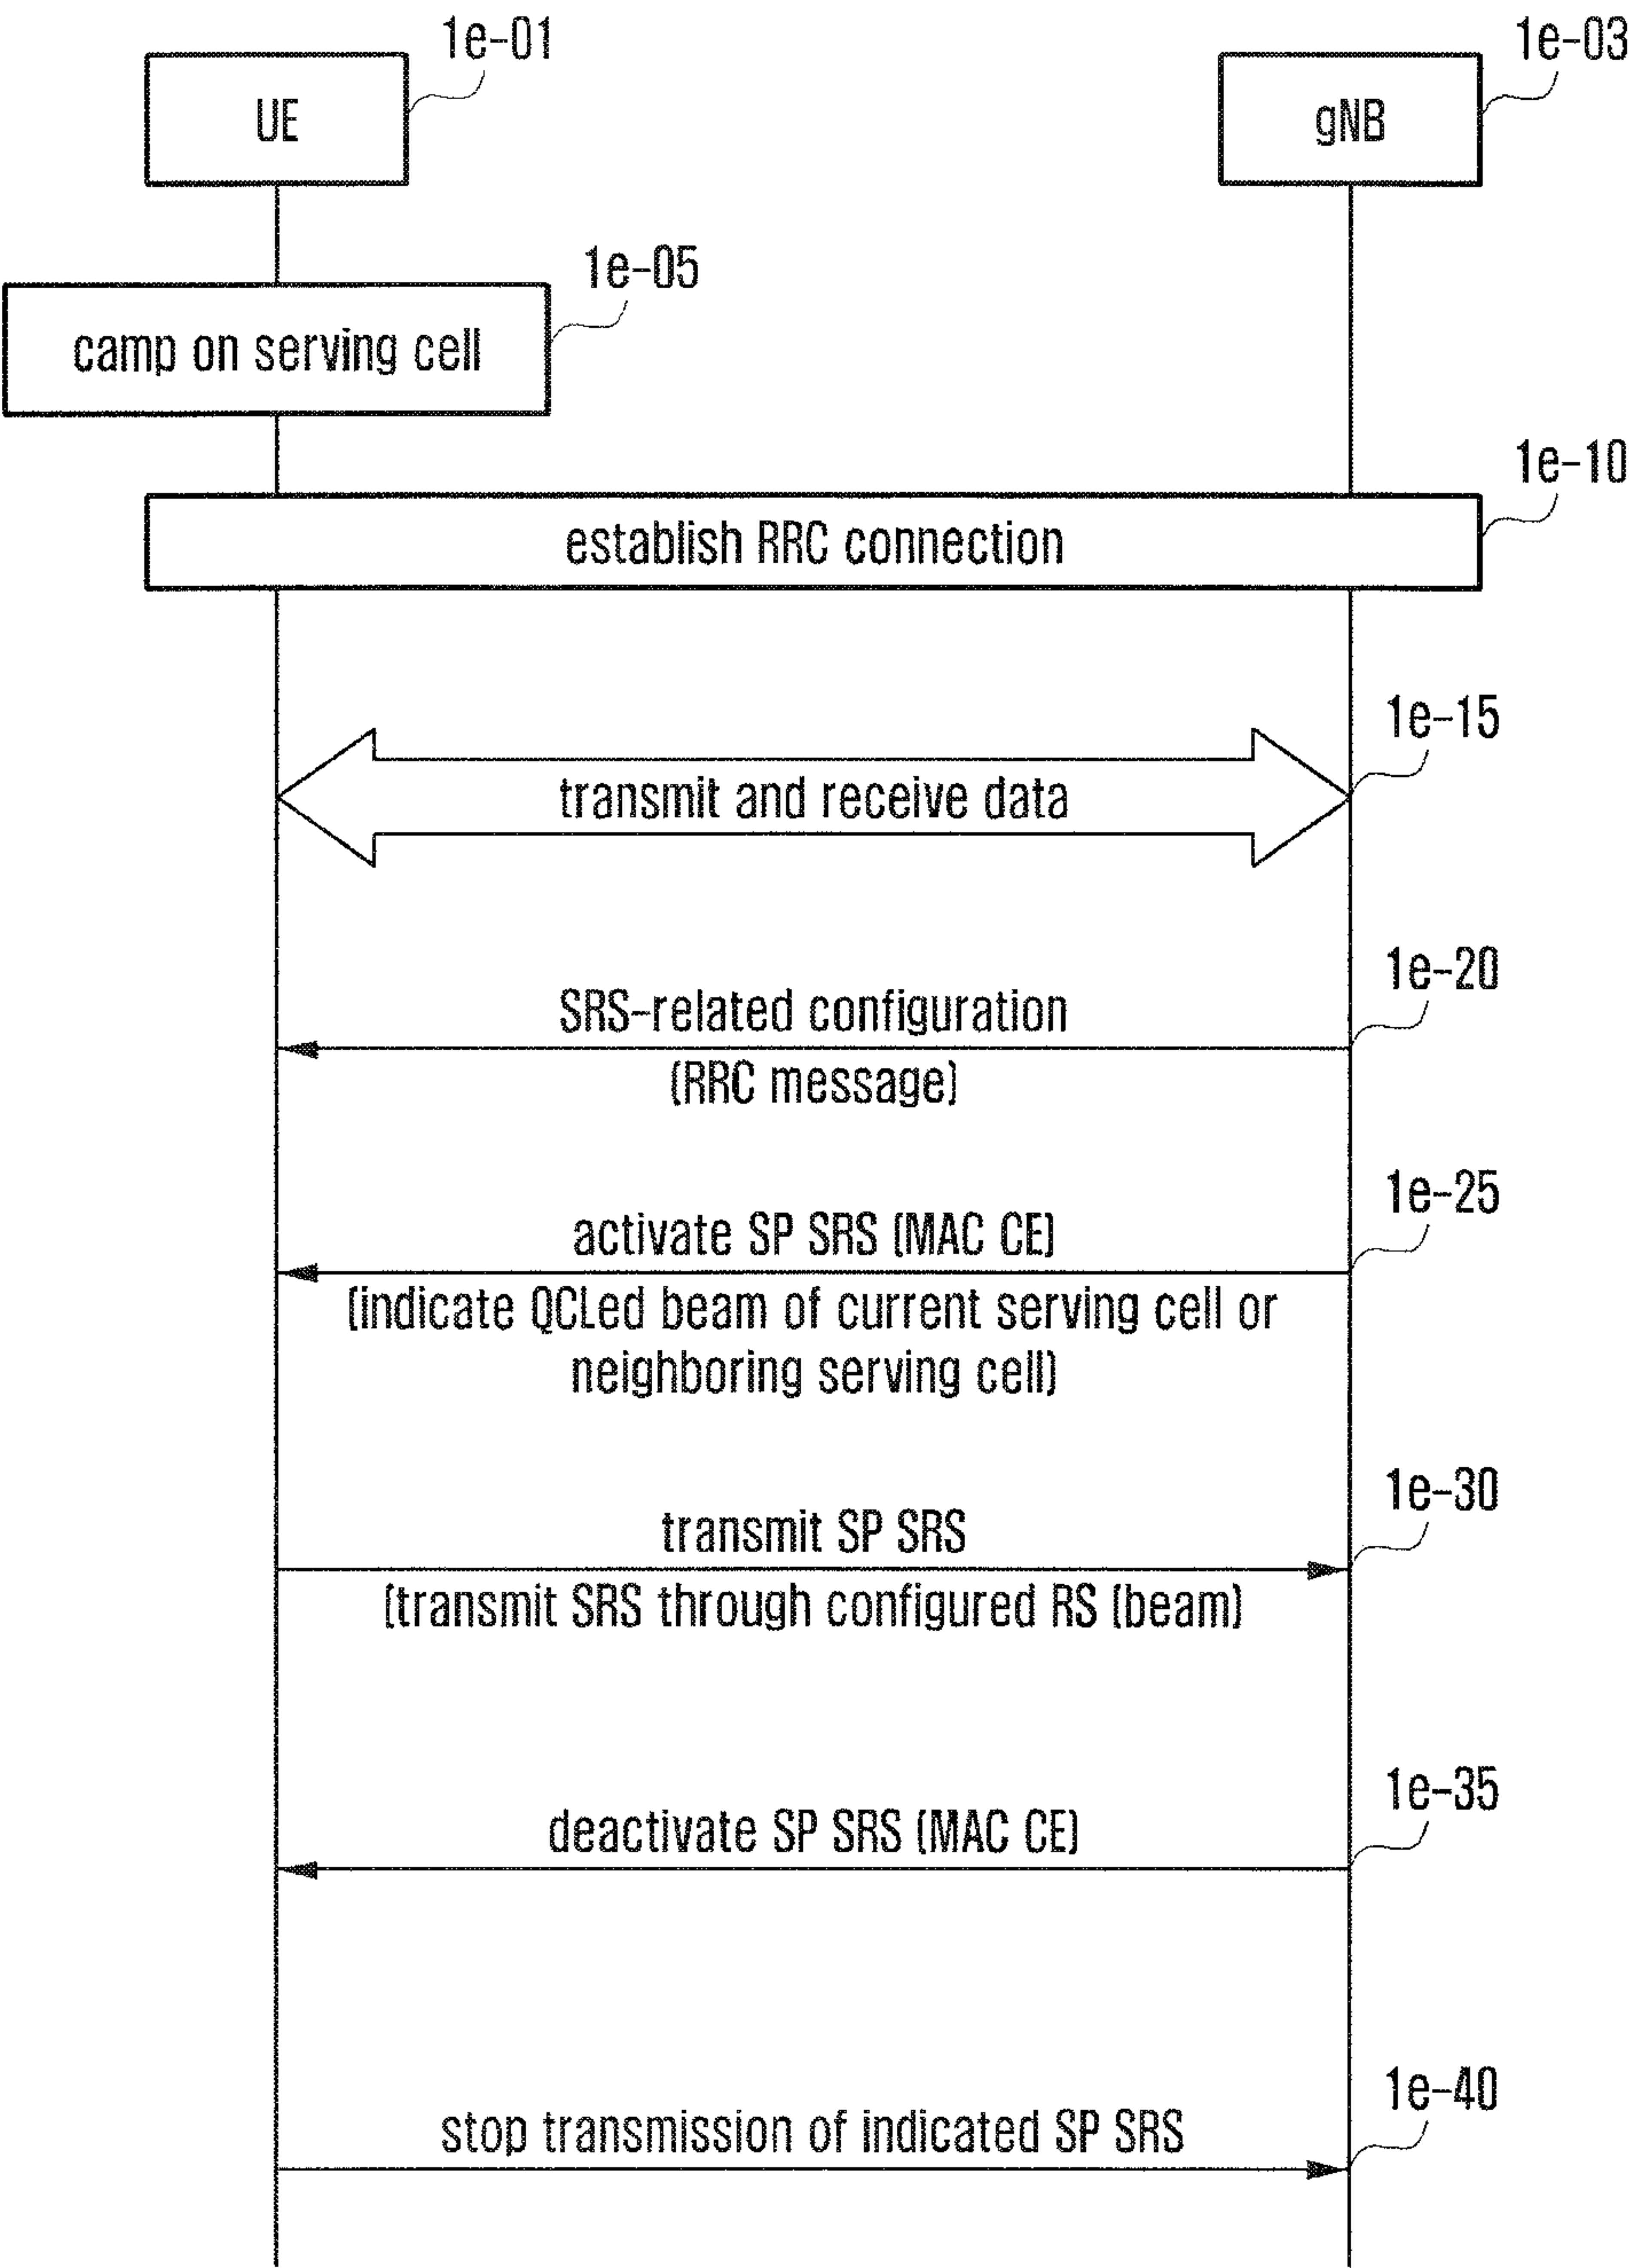 1e-01
1e-03
UE
gNB
1e-05
camp on serving cell
1e-10
establish RRC connection
1e-15
transmit and receive data
1e-20
SRS-related configuration
(RRC message)
1e-25
activate SP SRS (MAC CE)
(indicate QCLed beam of current serving cell or
neighboring serving cell)
1e-30
transmit SP SRS
(transmit SRS through configured RS (beam)
1e-35
deactivate SP SRS (MAC CE)
1e-40
stop transmission of indicated SP SRS